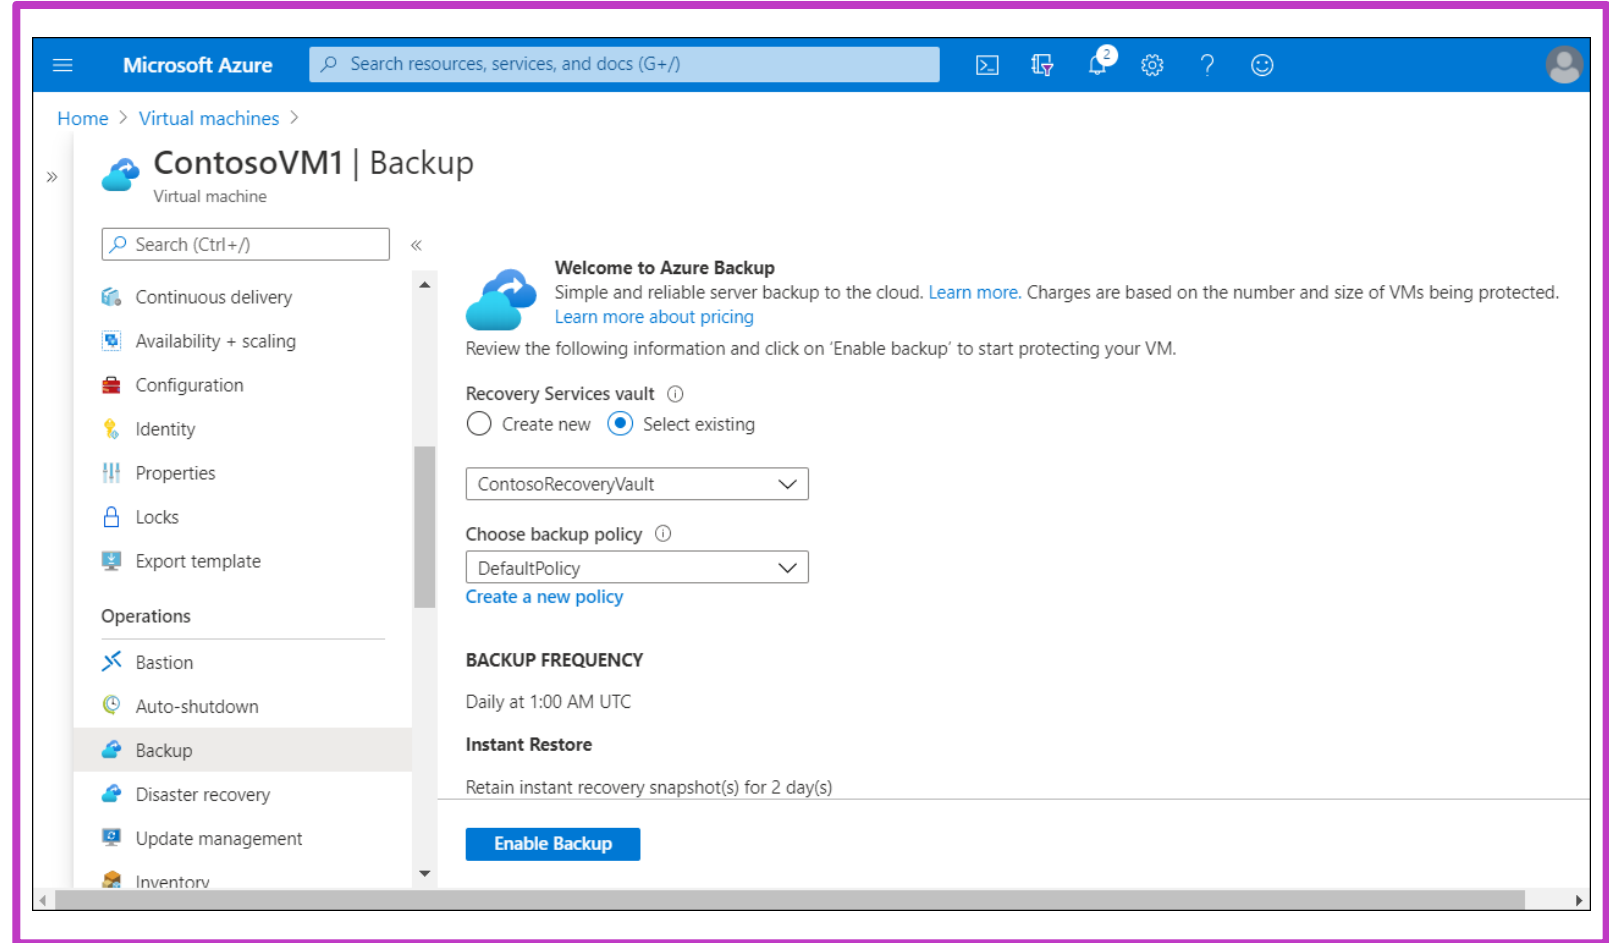 Microsoft Azure
Search resources, services, and docs (G+/)
2
Home > Virtual machines >
ContosoVM1 | Backup
Virtual machine
Search (Ctrl+/)
Continuous delivery
Availability + scaling
Configuration
Identity
Properties
Locks
Export template
Operations
Bastion
Auto-shutdown
Backup
Disaster recovery
Update management
Inventory
Welcome to Azure Backup
Simple and reliable server backup to the cloud. Learn more. Charges are based on the number and size of VMs being protected.
Learn more about pricing
Review the following information and click on 'Enable backup' to start protecting your VM.
Recovery Services vault
Create new Select existing
ContosoRecoveryVault
Choose backup policy
DefaultPolicy
Create a new policy
BACKUP FREQUENCY
Daily at 1:00 AM UTC
Instant Restore
Retain instant recovery snapshot(s) for 2 day(s)
Enable Backup